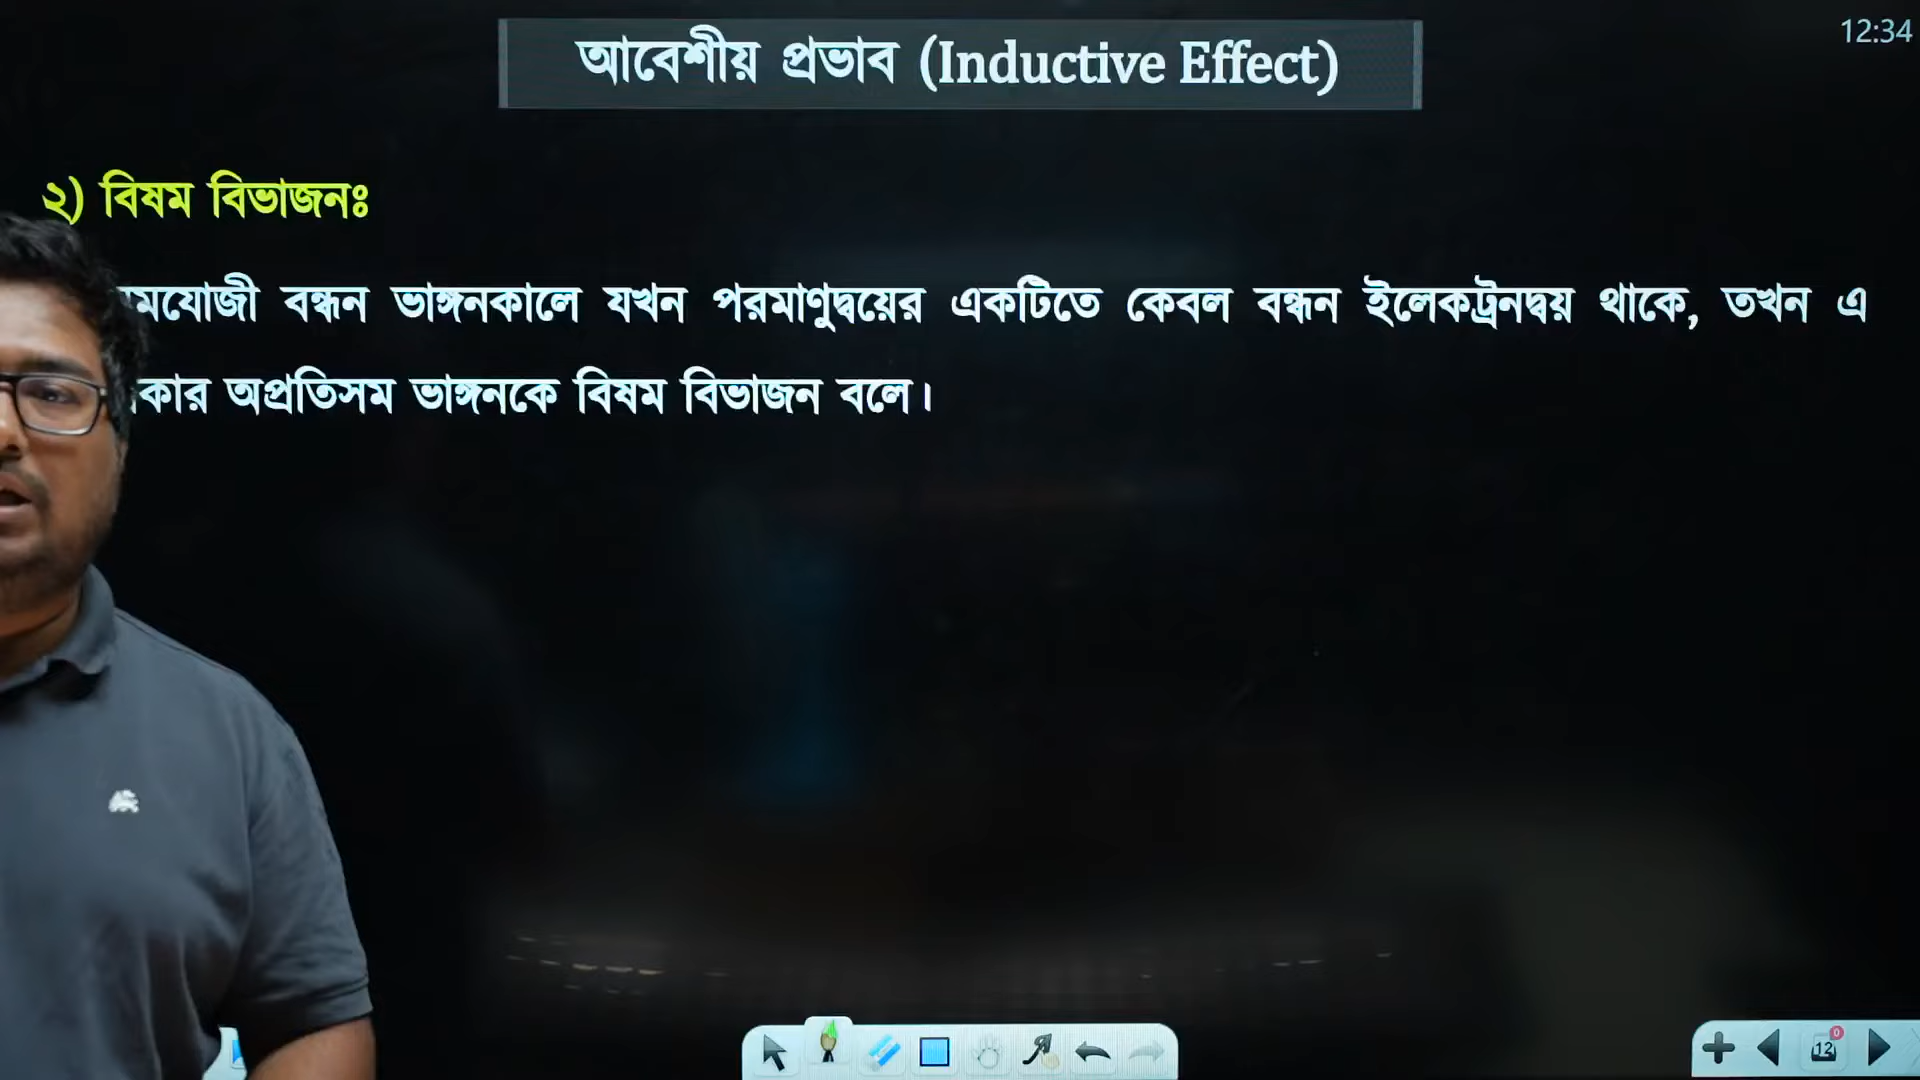 আবেশীয় প্রভাব (Inductive Effect)
12:34
২) বিষম বিভাজনঃ
বন্ধন ভাঙ্গনকালে যখন পরমাণুদ্বয়ের একটিতে কেবল বন্ধন ইলেকট্রনদ্বয় থাকে, তখন এ
অপ্রতিসম ভাঙ্গনকে বিষম বিভাজন বলে।
12
0